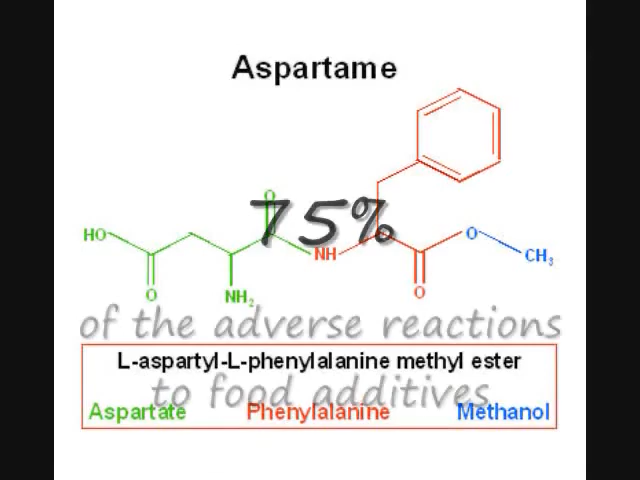 Aspartame
O
75%
HO
NH
O
CH3
O
NH2
O
of the adverse reactions
L-aspartyl-L-phenylalanine methyl ester
to food additives
Aspartate Phenylalanine Methanol